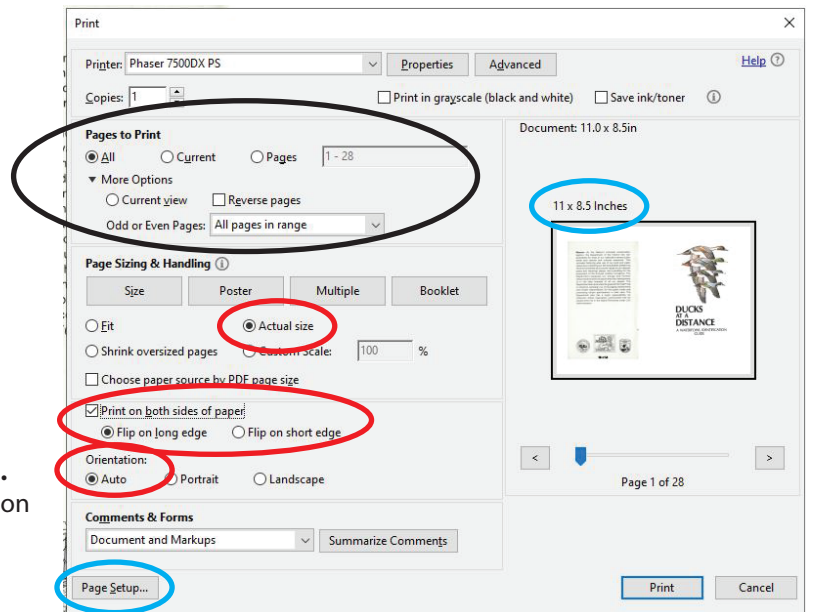 Print
Printer: Phaser 7500DX PS Properties Advanced Help
Copies: 1 Print in grayscale (black and white) Save ink/toner
Pages to Print
All Current Pages 1 - 28
More Options
Current view Reverse pages
Odd or Even Pages: All pages in range
Page Sizing & Handling
Size Poster Multiple Booklet
Fit Actual size
Shrink oversized pages Custom Scale: 100 %
Choose paper source by PDF page size
Print on both sides of paper
Flip on long edge Flip on short edge
Orientation:
Auto Portrait Landscape
on
Comments & Forms
Document and Markups Summarize Comments
Page Setup...
Document: 11.0 x 8.5in
11 x 8.5 Inches
DUCKS
AT A
DISTANCE
A WATERFOWL IDENTIFICATION
GUIDE
< >
Page 1 of 28
Print Cancel